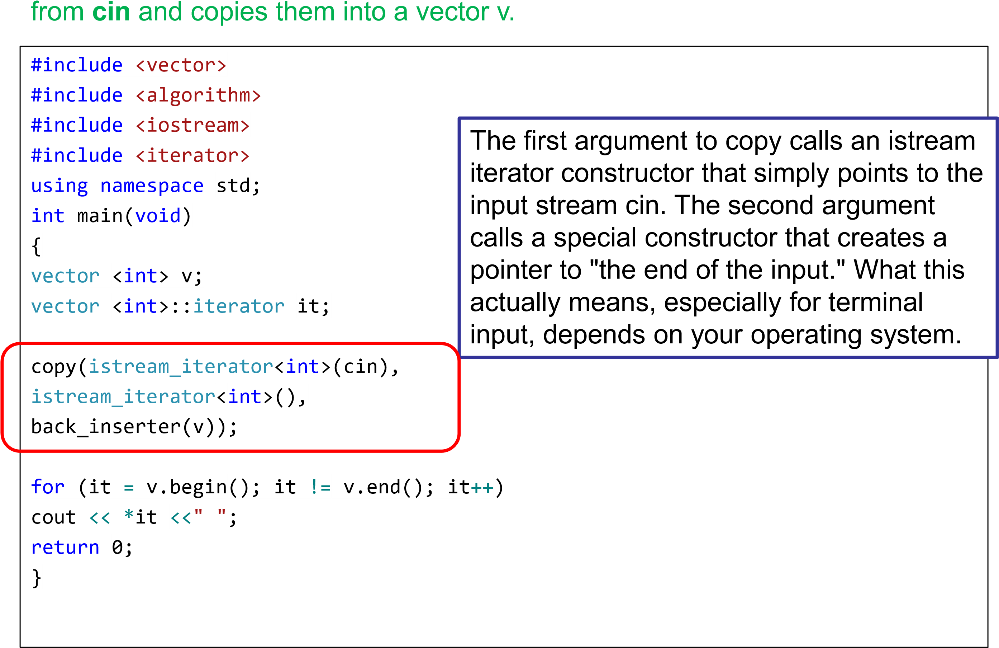 from cin and copies them into a vector v.
#include <vector>
#include <algorithm>
#include <iostream>
#include <iterator>
using namespace std;
int main(void)
{
vector <int> v;
vector <int>::iterator it;
copy(istream_iterator<int>(cin),
istream_iterator<int>(),
back_inserter(v));
for (it = v.begin(); it != v.end(); it++)
cout << *it <<" ";
return 0;
}
The first argument to copy calls an istream
iterator constructor that simply points to the
input stream cin. The second argument
calls a special constructor that creates a
pointer to "the end of the input." What this
actually means, especially for terminal
input, depends on your operating system.